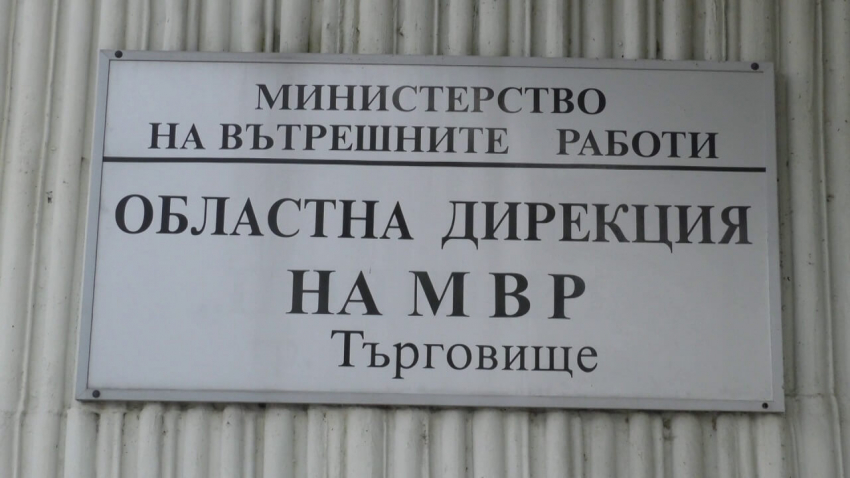 МИНИСТЕРСТВО
НА ВЪТРЕШНИТЕ РАБОТИ
ОБЛАСТНА ДИРЕКЦИЯ
НА МВР
Търговище